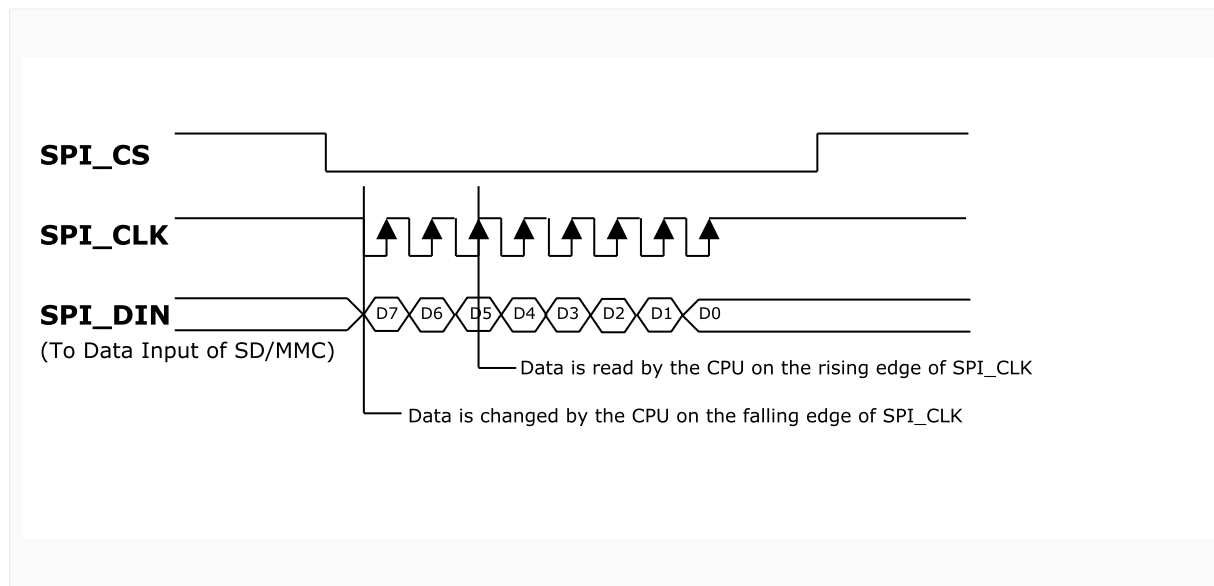 SPI_CS
SPI_CLK
SPI_DIN
D7 D6 D5 D4 D3 D2 D1 D0
(To Data Input of SD/MMC)
Data is read by the CPU on the rising edge of SPI_CLK
Data is changed by the CPU on the falling edge of SPI_CLK